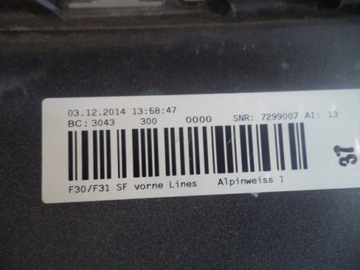 03.12.2014 13:58:47
BC: 3043 300 0000 SNR: 7299007 AI: 13
F30/F31 SF vorne Lines Alpinweiss 1
37